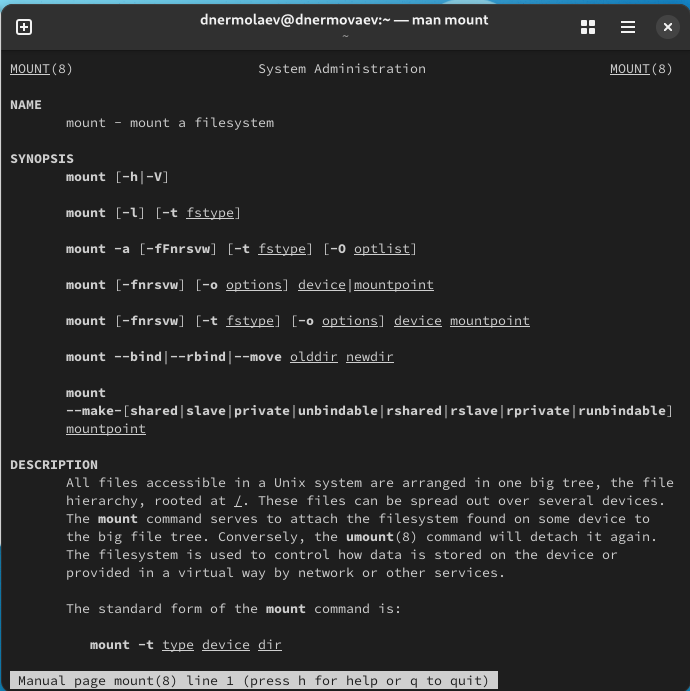 dnermolaev@dnermovaev:~ — man mount
~
MOUNT(8) System Administration MOUNT(8)
NAME
mount - mount a filesystem
SYNOPSIS
mount [-h|-V]
mount [-l] [-t fstype]
mount -a [-fFnrsvw] [-t fstype] [-O optlist]
mount [-fnrsvw] [-o options] device|mountpoint
mount [-fnrsvw] [-t fstype] [-o options] device mountpoint
mount --bind|--rbind|--move olddir newdir
mount
--make-[shared|slave|private|unbindable|rshared|rslave|rprivate|runbindable]
mountpoint
DESCRIPTION
All files accessible in a Unix system are arranged in one big tree, the file
hierarchy, rooted at /. These files can be spread out over several devices.
The mount command serves to attach the filesystem found on some device to
the big file tree. Conversely, the umount(8) command will detach it again.
The filesystem is used to control how data is stored on the device or
provided in a virtual way by network or other services.
The standard form of the mount command is:
mount -t type device dir
Manual page mount(8) line 1 (press h for help or q to quit)